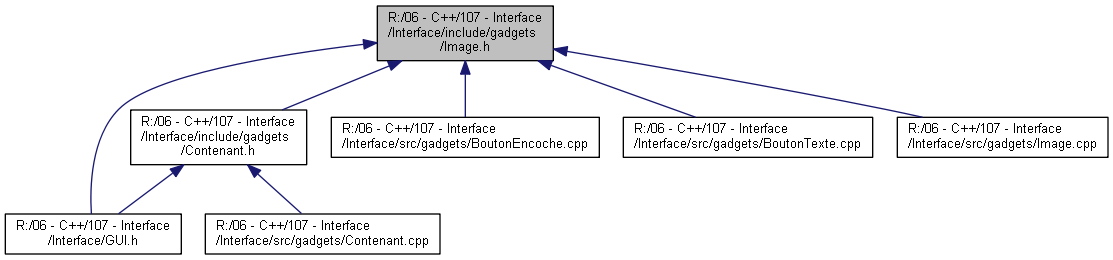 R:/06 - C++/107 - Interface
/Interface/include/gadgets
/Image.h
R:/06 - C++/107 - Interface
/Interface/include/gadgets
/Contenant.h
R:/06 - C++/107 - Interface
/Interface/src/gadgets/BoutonEncoche.cpp
R:/06 - C++/107 - Interface
/Interface/src/gadgets/BoutonTexte.cpp
R:/06 - C++/107 - Interface
/Interface/src/gadgets/Image.cpp
R:/06 - C++/107 - Interface
/Interface/GUI.h
R:/06 - C++/107 - Interface
/Interface/src/gadgets/Contenant.cpp